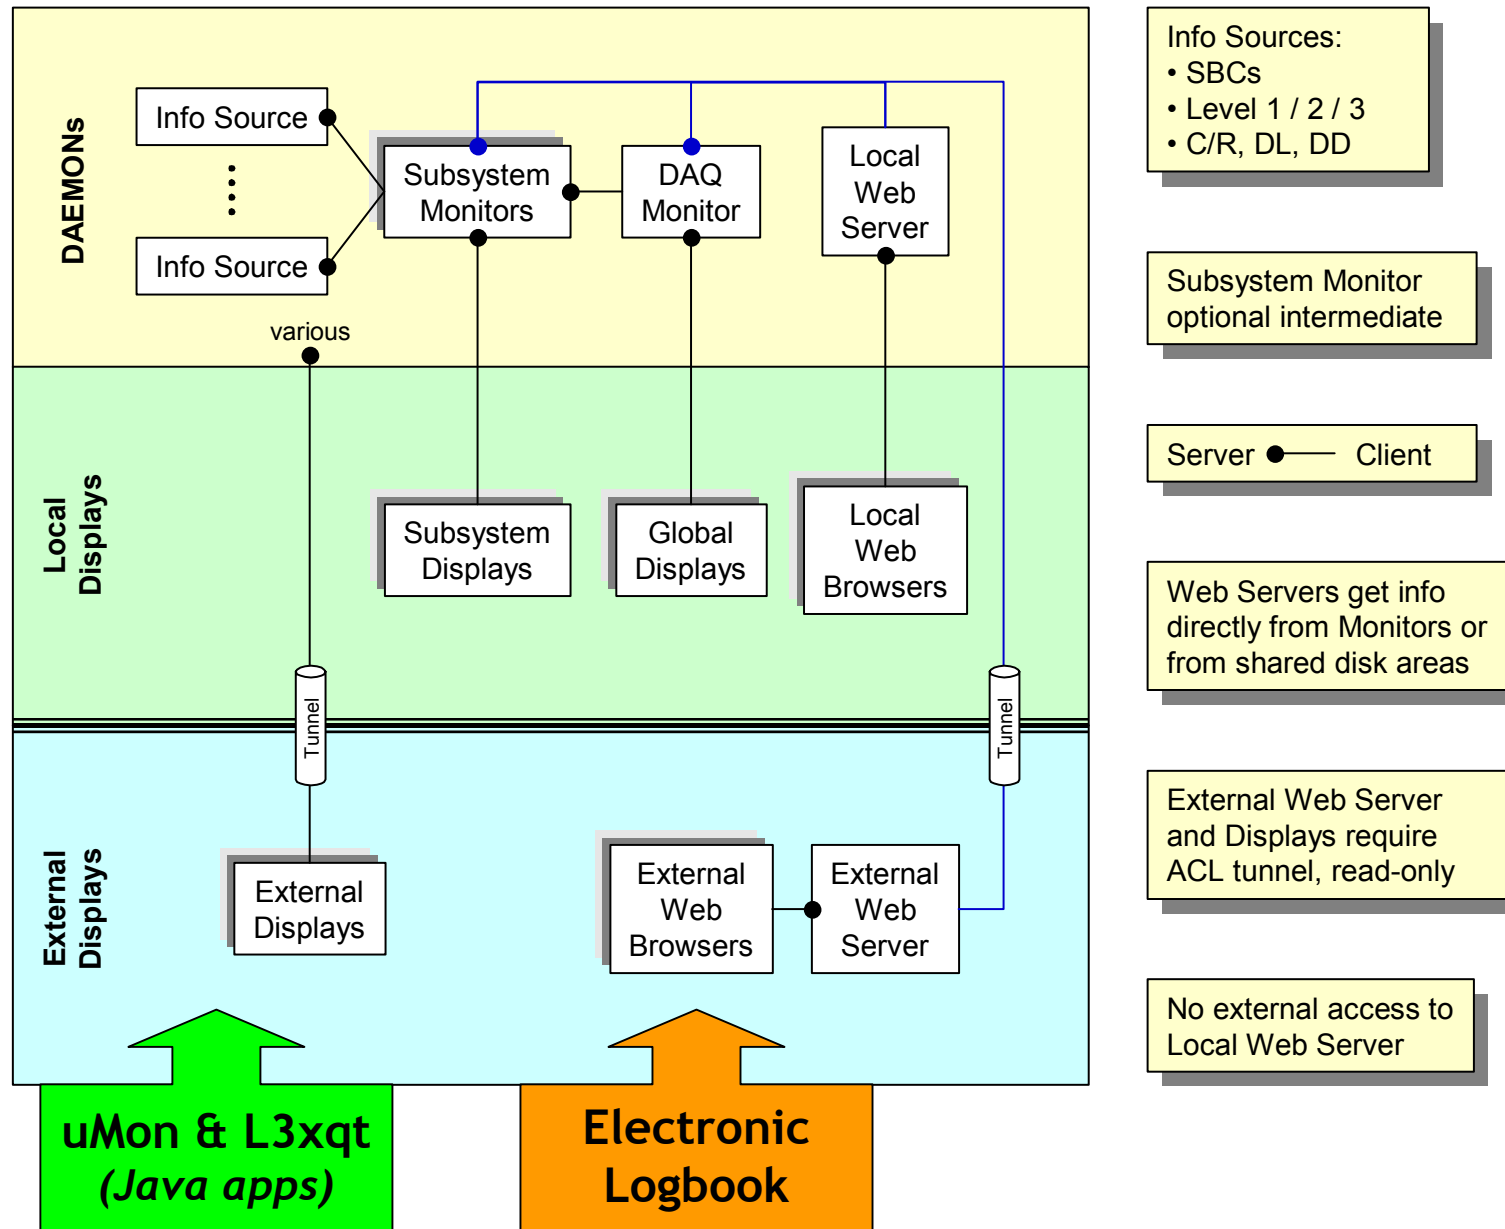 DAEMONs
Info Source
Info Source
various
Subsystem
Monitors
DAQ
Monitor
Local
Web
Server
Local
Displays
Subsystem
Displays
Global
Displays
Local
Web
Browsers
Tunnel
Tunnel
External
Displays
External
Displays
External
Web
Browsers
External
Web
Server
uMon & L3xqt
(Java apps)
Electronic
Logbook
Info Sources:
• SBCs
• Level 1 / 2 / 3
• C/R, DL, DD
Subsystem Monitor
optional intermediate
Server Client
Web Servers get info
directly from Monitors or
from shared disk areas
External Web Server
and Displays require
ACL tunnel, read-only
No external access to
Local Web Server